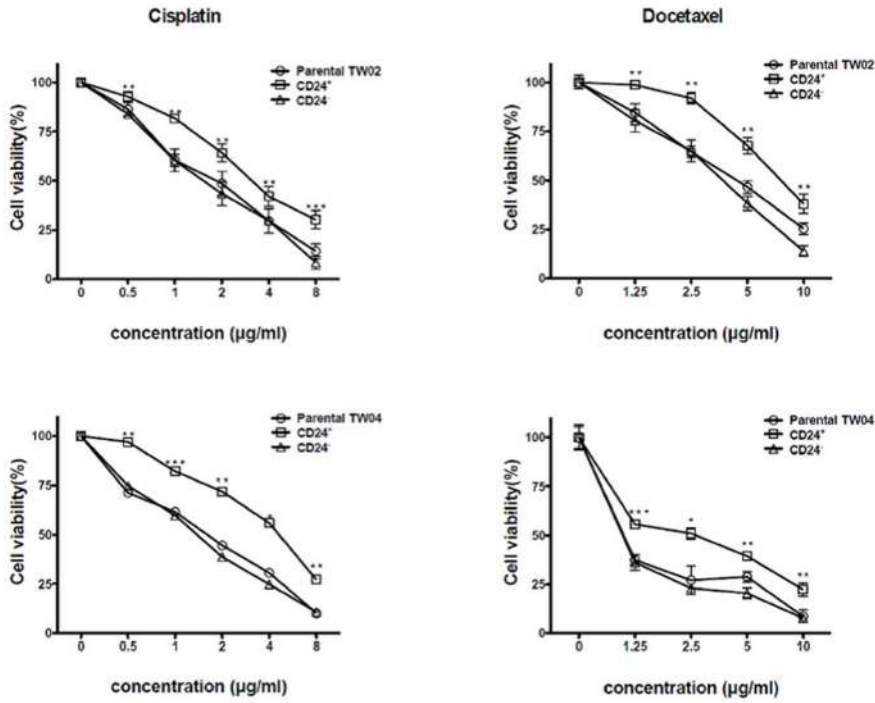 Cisplatin
Docetaxel
Parental TW02
CD24+
CD24-
**
**
**
**
***
100
75
50
25
0
Cell viability(%)
0 0.5 1 2 4 8
concentration (µg/ml)
Parental TW02
CD24+
CD24-
**
**
**
**
100
75
50
25
0
Cell viability(%)
0 1.25 2.5 5 10
concentration (µg/ml)
Parental TW04
CD24+
CD24-
**
***
**
*
**
100
75
50
25
0
Cell viability(%)
0 0.5 1 2 4 8
concentration (µg/ml)
Parental TW04
CD24+
CD24-
***
*
**
**
100
75
50
25
0
Cell viability(%)
0 1.25 2.5 5 10
concentration (µg/ml)